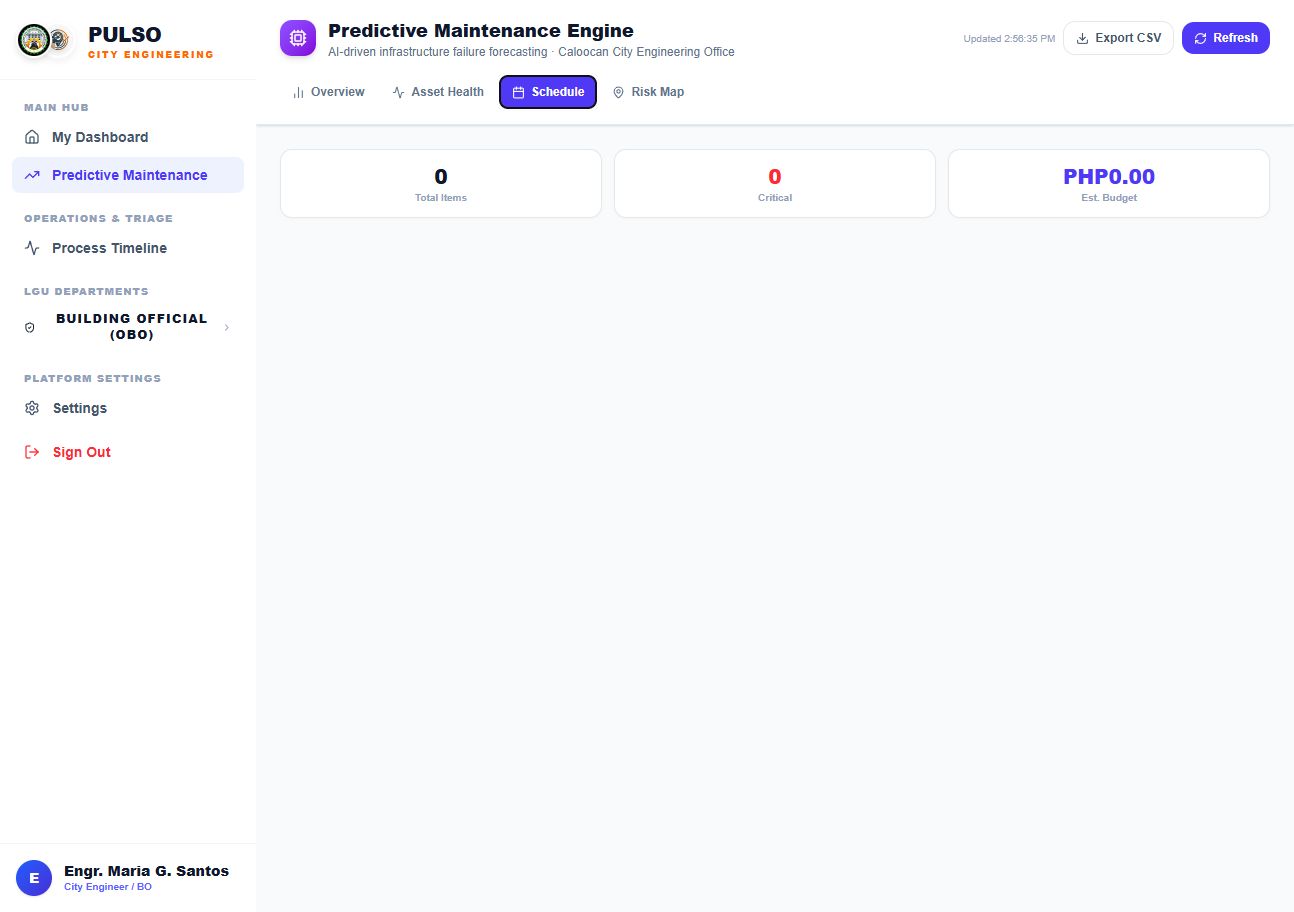 PULSO
CITY ENGINEERING
MAIN HUB
My Dashboard
Predictive Maintenance
OPERATIONS & TRIAGE
Process Timeline
LGU DEPARTMENTS
BUILDING OFFICIAL
(OBO)
PLATFORM SETTINGS
Settings
Sign Out
Engr. Maria G. Santos
City Engineer / BO
E
Predictive Maintenance Engine
AI-driven infrastructure failure forecasting · Caloocan City Engineering Office
Updated 2:56:35 PM
Export CSV
Refresh
Overview
Asset Health
Schedule
Risk Map
0
Total Items
0
Critical
PHP0.00
Est. Budget